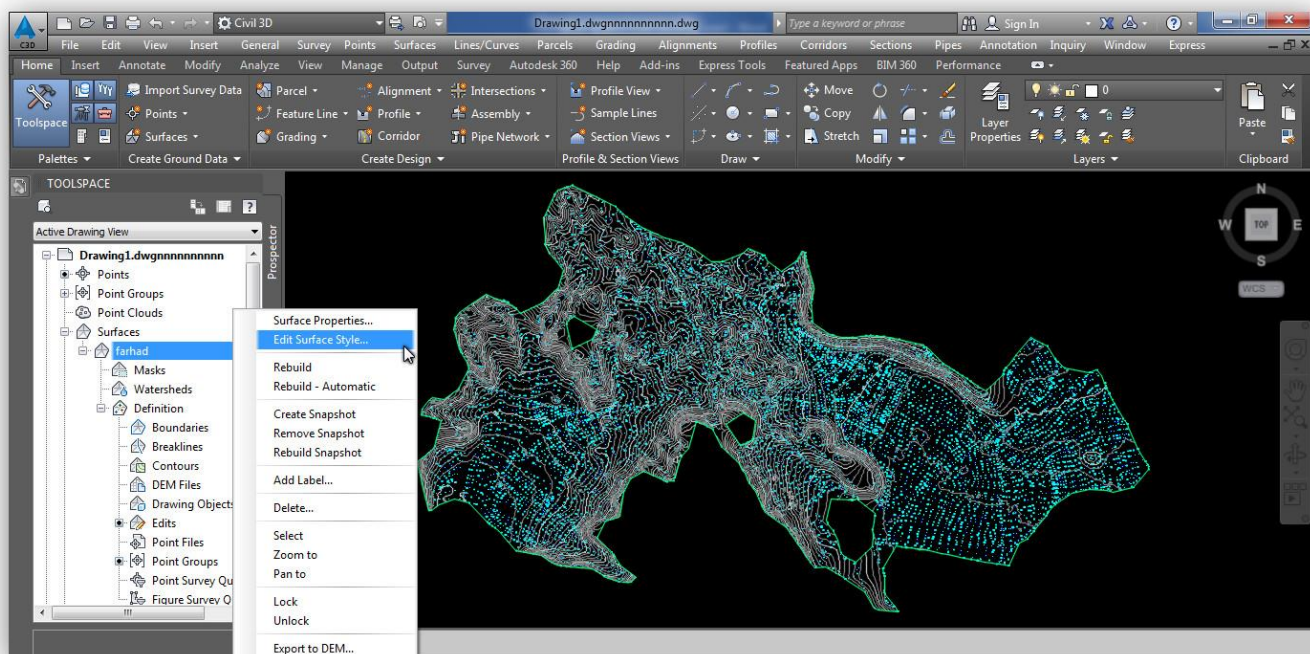 Civil 3D Drawing1.dwgnnnnnnnnnn.dwg Type a keyword or phrase Sign In
C3D File Edit View Insert General Survey Points Surfaces Lines/Curves Parcels Grading Alignments Profiles Corridors Sections Pipes Annotation Inquiry Window Express
Home Insert Annotate Modify Analyze View Manage Output Survey Autodesk 360 Help Add-ins Express Tools Featured Apps BIM 360 Performance
Import Survey Data Parcel Alignment Intersections Profile View Move 0
Points Feature Line Profile Assembly Sample Lines Copy
Toolspace Layer Paste
Surfaces Grading Corridor Pipe Network Section Views Stretch Properties
Palettes Create Ground Data Create Design Profile & Section Views Draw Modify Layers Clipboard
TOOLSPACE
Active Drawing View
Prospector
Drawing1.dwgnnnnnnnnnn
Points
Point Groups
Point Clouds
Surfaces
farhad
Masks
Watersheds
Definition
Boundaries
Breaklines
Contours
DEM Files
Drawing Objects
Edits
Point Files
Point Groups
Point Survey Qu
Figure Survey Q
Surface Properties...
Edit Surface Style...
Rebuild
Rebuild - Automatic
Create Snapshot
Remove Snapshot
Rebuild Snapshot
Add Label...
Delete...
Select
Zoom to
Pan to
Lock
Unlock
Export to DEM...
N
W TOP E
S
WCS